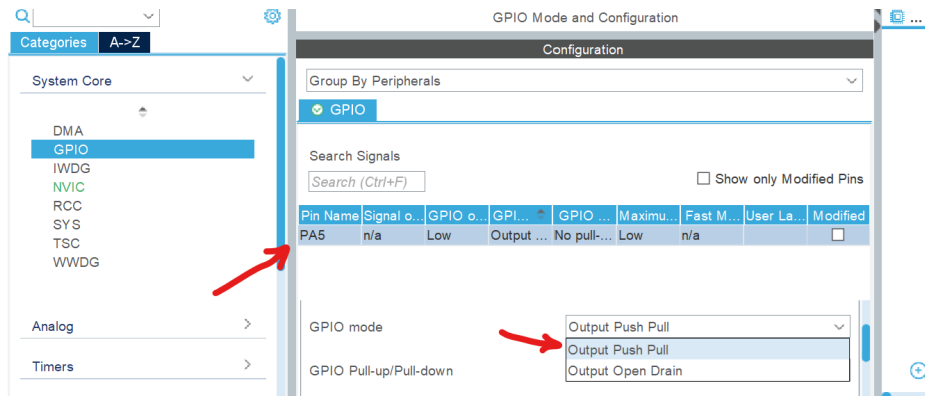 GPIO Mode and Configuration
...
Categories A->Z
Configuration
System Core
Group By Peripherals
GPIO
DMA
GPIO
IWDG
NVIC
RCC
SYS
TSC
WWDG
Search Signals
Search (Ctrl+F)
Show only Modified Pins
Pin Name Signal o... GPIO o... GPI... GPIO ... Maximu... Fast M... User La... Modified
PA5 n/a Low Output ... No pull-... Low n/a
Analog
GPIO mode Output Push Pull
Output Push Pull
Timers
GPIO Pull-up/Pull-down Output Open Drain